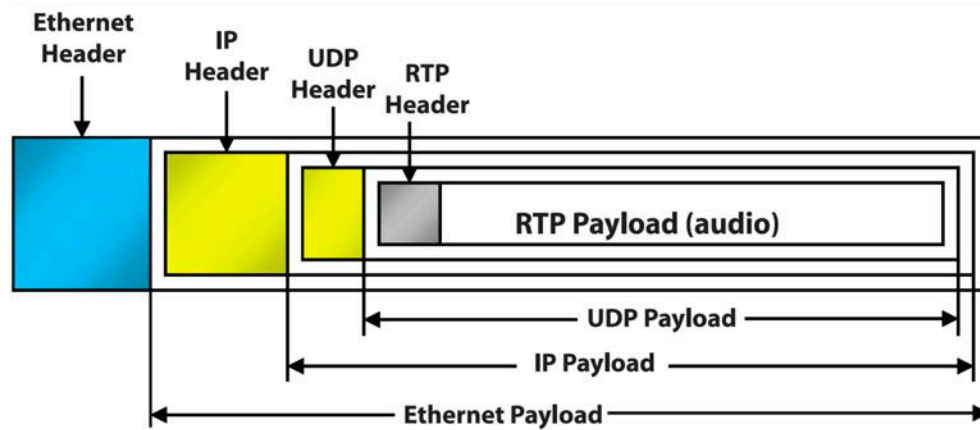 Ethernet
Header
IP
Header
UDP
Header
RTP
Header
RTP Payload (audio)
UDP Payload
IP Payload
Ethernet Payload